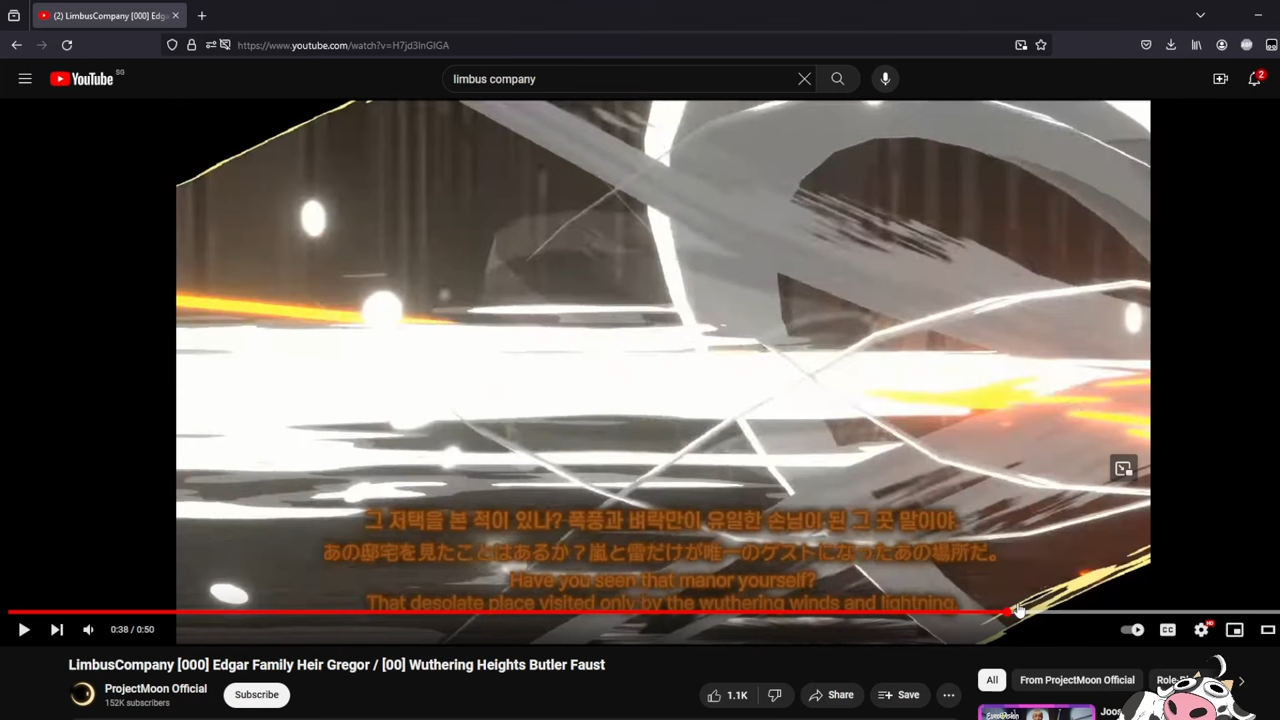 (2) LimbusCompany [000] Edga
https://www.youtube.com/watch?v=H7jd3InGIGA
YouTube SG
limbus company
2
그 저택을 본 적이 있나? 폭풍과 벼락만이 유일한 손님이 된 그 곳 말이야
あの邸宅を見たことはあるか？嵐と雷だけが唯一のゲストになったあの場所だ。
Have you seen that manor yourself?
That desolate place visited only by the wuthering winds and lightning.
0:38 / 0:50
CC
HD
LimbusCompany [000] Edgar Family Heir Gregor / [00] Wuthering Heights Butler Faust
ProjectMoon Official
152K subscribers
Subscribe
1.1K
Share
Save
All
From ProjectMoon Official